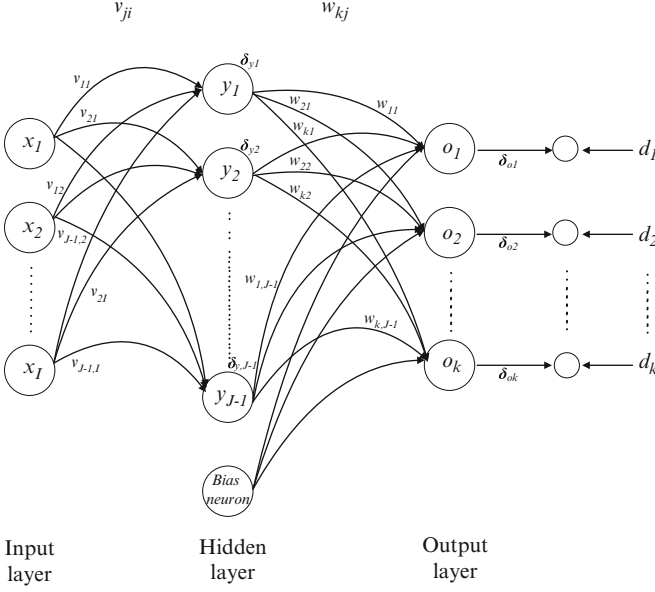 v_ji w_kj
δ_y1
v_11 y_1 w_21 w_11
v_21 w_k1
x_1 δ_y2 o_1 δ_o1 d_1
y_2 w_22
v_12 w_k2
x_2 v_J-1,2 o_2 δ_o2 d_2
w_1,J-1
v_2I
w_k,J-1
x_I v_J-1,I δ_y,J-1 o_k δ_ok d_k
y_J-1
Bias
neuron
Input
layer
Hidden
layer
Output
layer